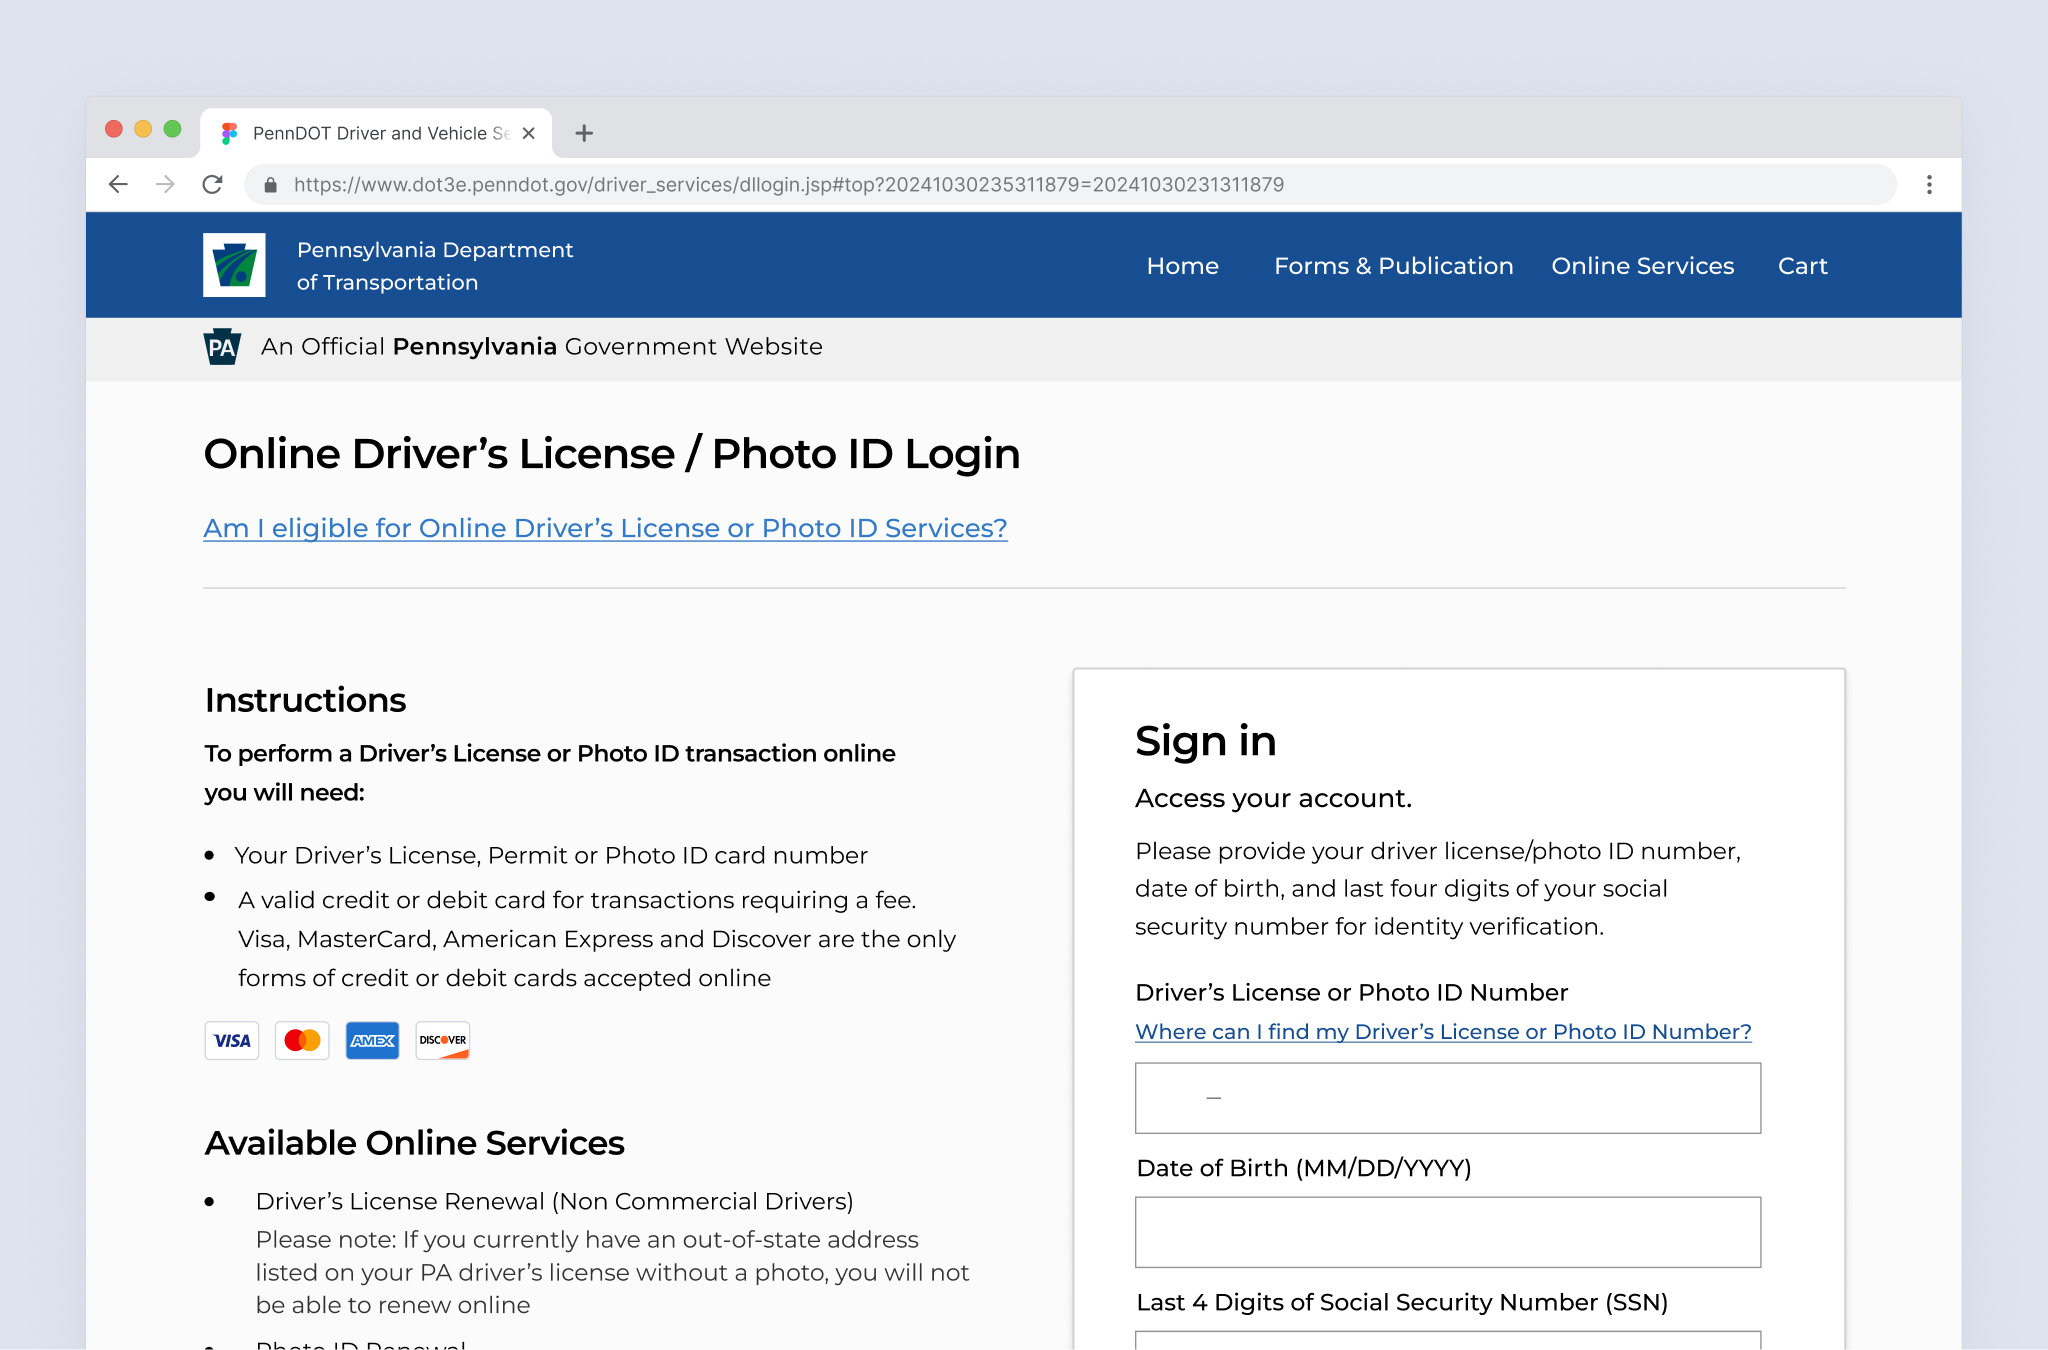 PennDOT Driver and Vehicle Se
https://www.dot3e.penndot.gov/driver_services/dllogin.jsp#top?20241030235311879=20241030231311879
Pennsylvania Department
of Transportation
Home Forms & Publication Online Services Cart
PA An Official Pennsylvania Government Website
Online Driver’s License / Photo ID Login
Am I eligible for Online Driver’s License or Photo ID Services?
Instructions
To perform a Driver’s License or Photo ID transaction online
you will need:
• Your Driver’s License, Permit or Photo ID card number
• A valid credit or debit card for transactions requiring a fee.
Visa, MasterCard, American Express and Discover are the only
forms of credit or debit cards accepted online
VISA AMEX DISCOVER
Available Online Services
• Driver’s License Renewal (Non Commercial Drivers)
Please note: If you currently have an out-of-state address
listed on your PA driver’s license without a photo, you will not
be able to renew online
• Photo ID Renewal
Sign in
Access your account.
Please provide your driver license/photo ID number,
date of birth, and last four digits of your social
security number for identity verification.
Driver’s License or Photo ID Number
Where can I find my Driver’s License or Photo ID Number?
–
Date of Birth (MM/DD/YYYY)
Last 4 Digits of Social Security Number (SSN)